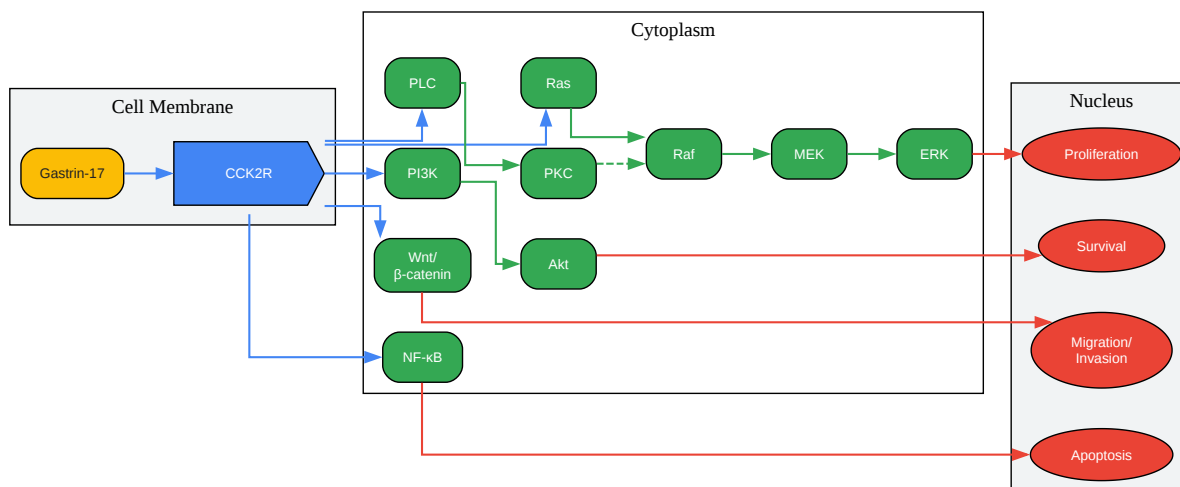 Cell Membrane
Gastrin-17
CCK2R
Cytoplasm
PLC
Ras
PI3K
PKC
Raf
MEK
ERK
Wnt/
β-catenin
Akt
NF-κB
Nucleus
Proliferation
Survival
Migration/
Invasion
Apoptosis